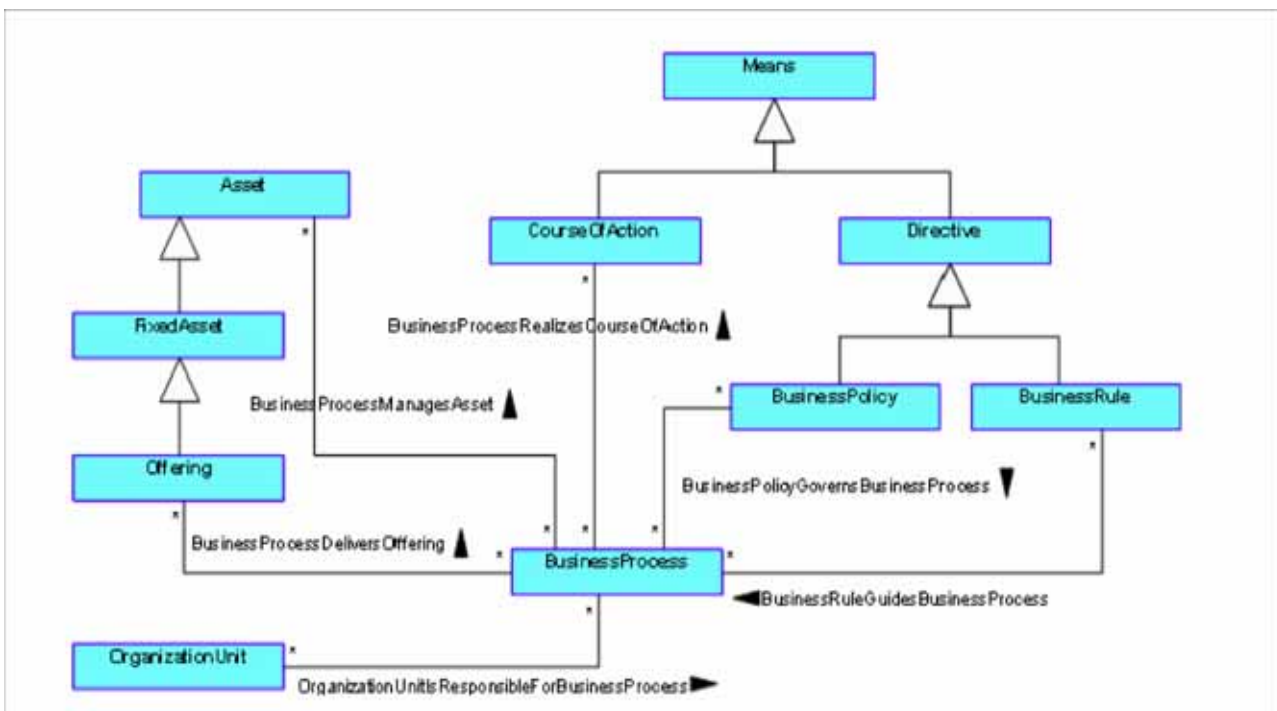 Means
Asset
CourseOfAction
Directive
FixedAsset
BusinessProcessRealizesCourseOfAction
BusinessProcessManagesAsset
*
*
*
BusinessPolicy
BusinessRule
*
Offering
BusinessPolicyGovernsBusinessProcess
*
*
*
*
BusinessProcessDeliversOffering
*
*
BusinessProcess
BusinessRuleGuidesBusinessProcess
*
OrganizationUnit
*
OrganizationUnitIsResponsibleForBusinessProcess